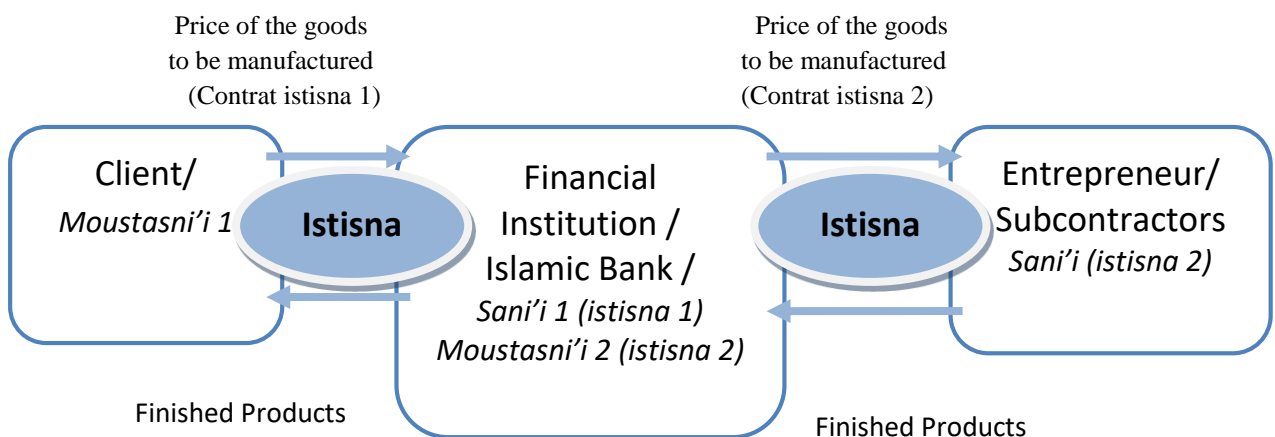 Price of the goods
to be manufactured
(Contrat istisna 1)
Price of the goods
to be manufactured
(Contrat istisna 2)
Client/
Moustasni’i 1
Istisna
Financial
Institution /
Islamic Bank /
Sani’i 1 (istisna 1)
Moustasni’i 2 (istisna 2)
Istisna
Entrepreneur/
Subcontractors
Sani’i (istisna 2)
Finished Products
Finished Products